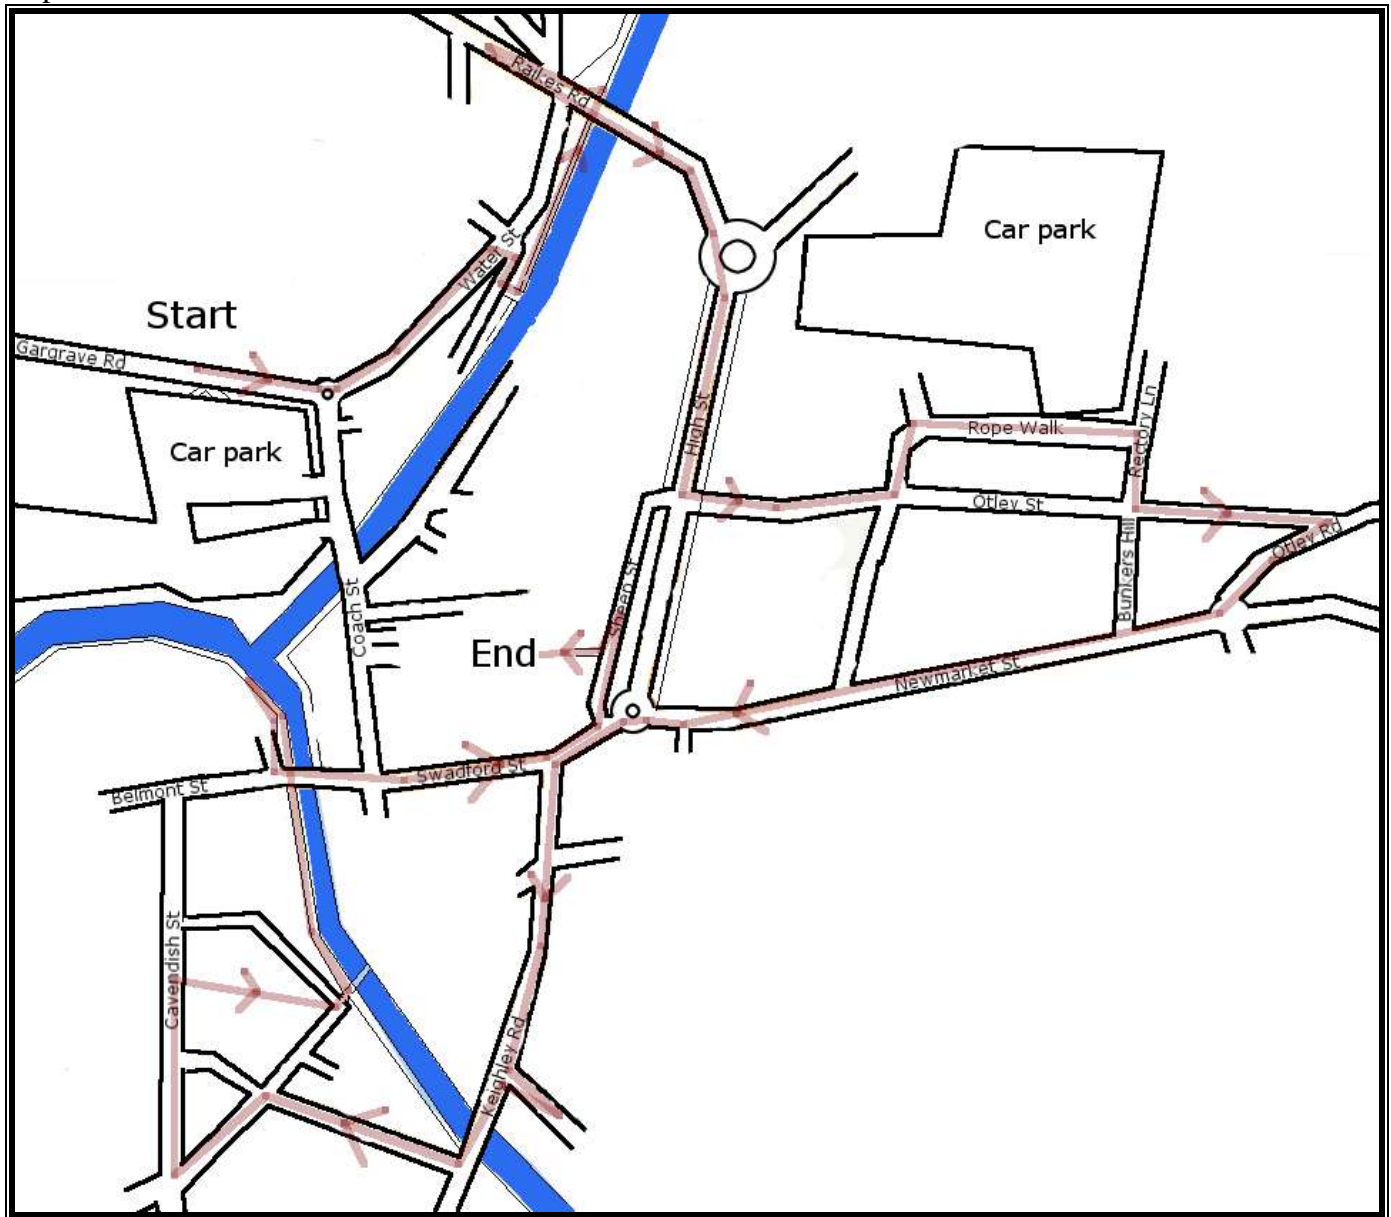 Raikes Rd
Car park
Water St
Start
Gargrave Rd
High St
Rectory Ln
Rope Walk
Car park
Otley St
Otley Rd
Bunkers Hill
Coach St
Sheep St
End
Newmarket St
Swadford St
Belmont St
Cavendish St
Keighley Rd